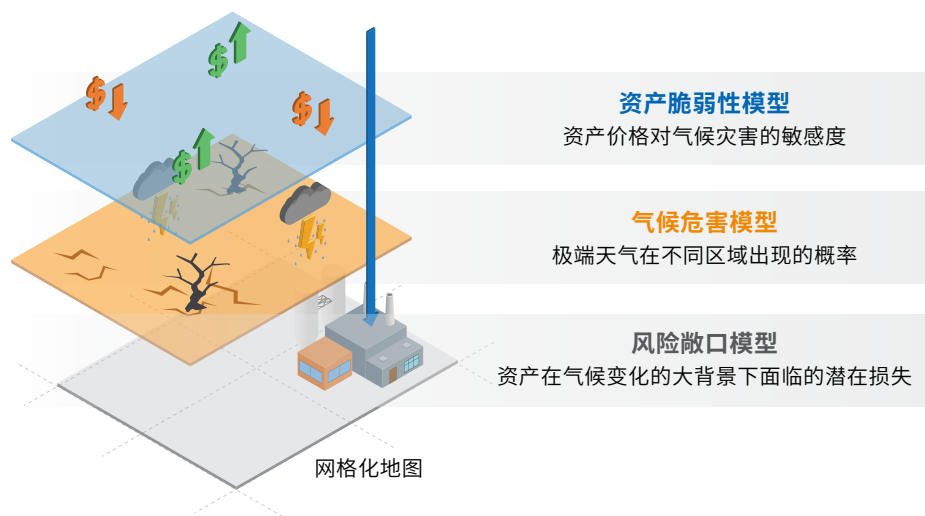 资产脆弱性模型
资产价格对气候灾害的敏感度
气候危害模型
极端天气在不同区域出现的概率
风险敞口模型
资产在气候变化的大背景下面临的潜在损失
网格化地图